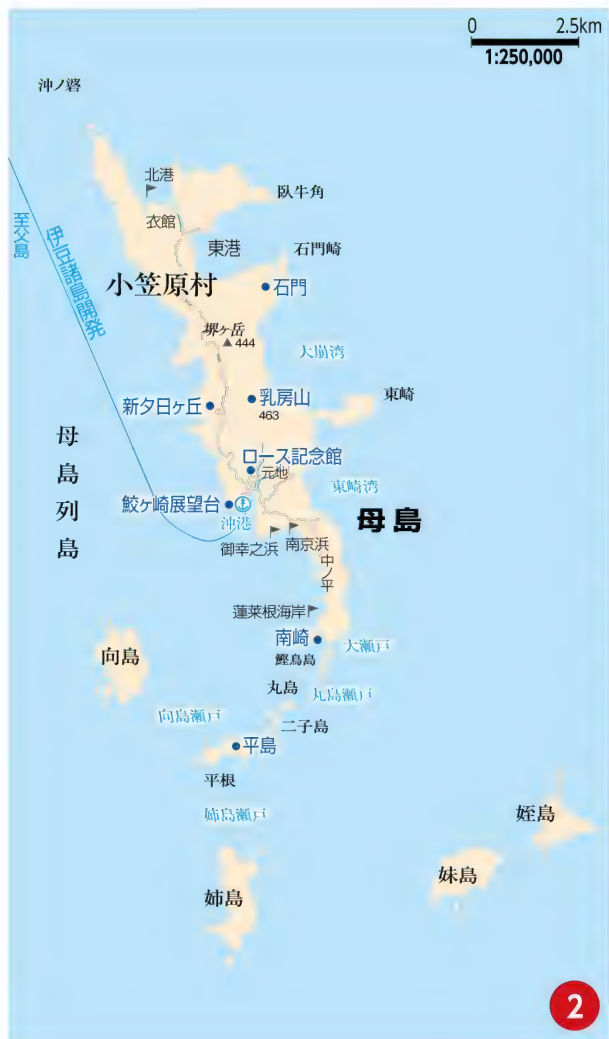 0 2.5km
1:250,000
沖ノ磐
北港
臥牛角
衣館
至父島
伊豆諸島開発
東港
石門崎
小笠原村
石門
堺ヶ岳
444
大崩湾
新夕日ヶ丘
乳房山
463
東崎
母島列島
ロース記念館
元地
東崎湾
鮫ヶ崎展望台
沖港
母島
御幸之浜
南京浜
中ノ平
蓬莱根海岸
南崎
大瀬戸
鰹鳥島
向島
丸島
丸島瀬戸
向島瀬戸
二子島
平島
平根
姉島瀬戸
姪島
妹島
姉島
2